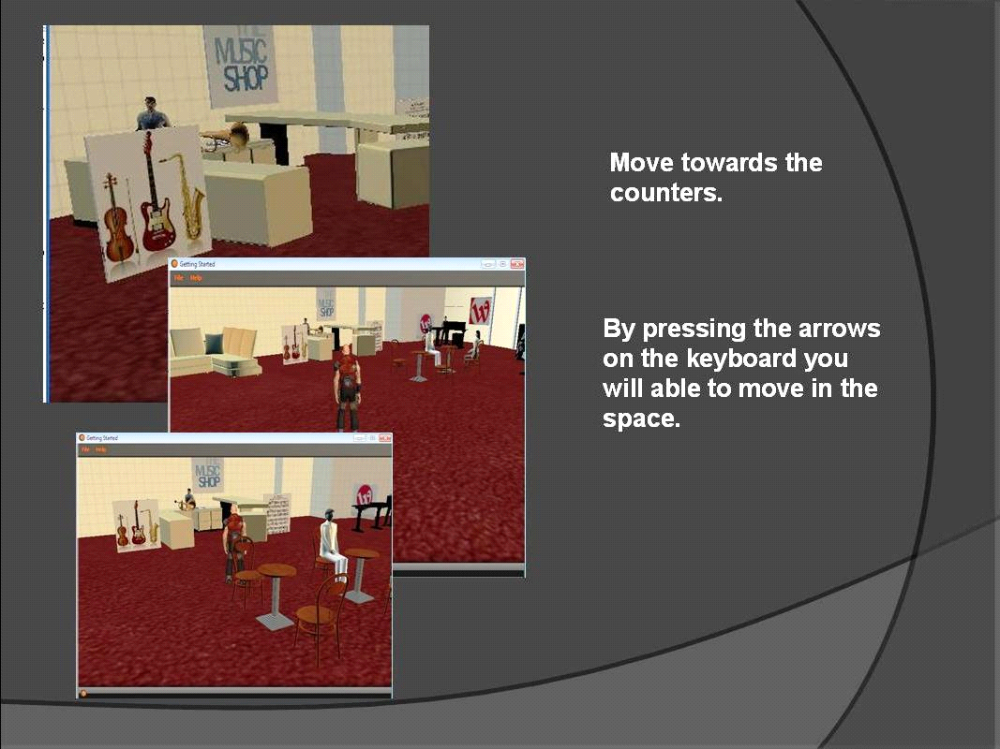 THE
MUSIC
SHOP
Move towards the
counters.
Getting Started
File Help
MUSIC
SHOP
By pressing the arrows
on the keyboard you
will able to move in the
space.
Getting Started
File Help
THE
MUSIC
SHOP